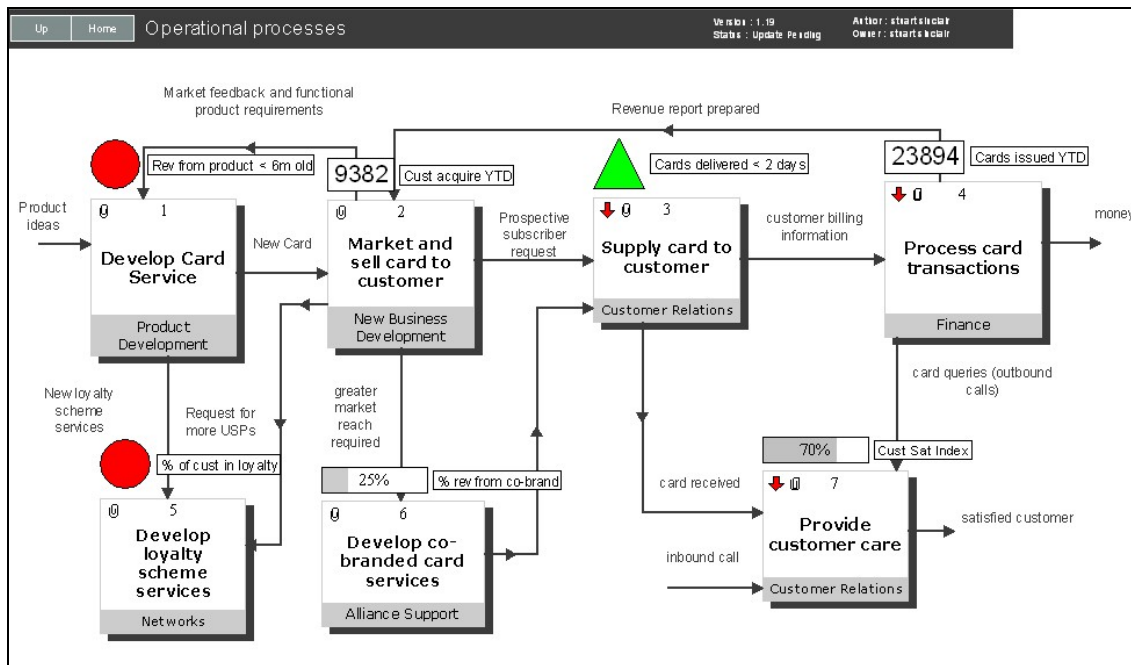 Up
Home
Operational processes
Version : 1.19
Status : Update Pending
Author : stuartsinclair
Owner : stuartsinclair
Market feedback and functional
product requirements
Revenue report prepared
Rev from product < 6m old
9382
Cust acquire YTD
Cards delivered < 2 days
23894
Cards issued YTD
Product
ideas
1
Develop Card
Service
Product
Development
New Card
2
Market and
sell card to
customer
New Business
Development
Prospective
subscriber
request
3
Supply card to
customer
Customer Relations
customer billing
information
4
Process card
transactions
Finance
money
New loyalty
scheme
services
Request for
more USPs
greater
market
reach
required
card queries (outbound
calls)
% of cust in loyalty
25%
% rev from co-brand
70%
Cust Sat Index
5
Develop
loyalty
scheme
services
Networks
6
Develop co-
branded card
services
Alliance Support
card received
inbound call
7
Provide
customer care
Customer Relations
satisfied customer